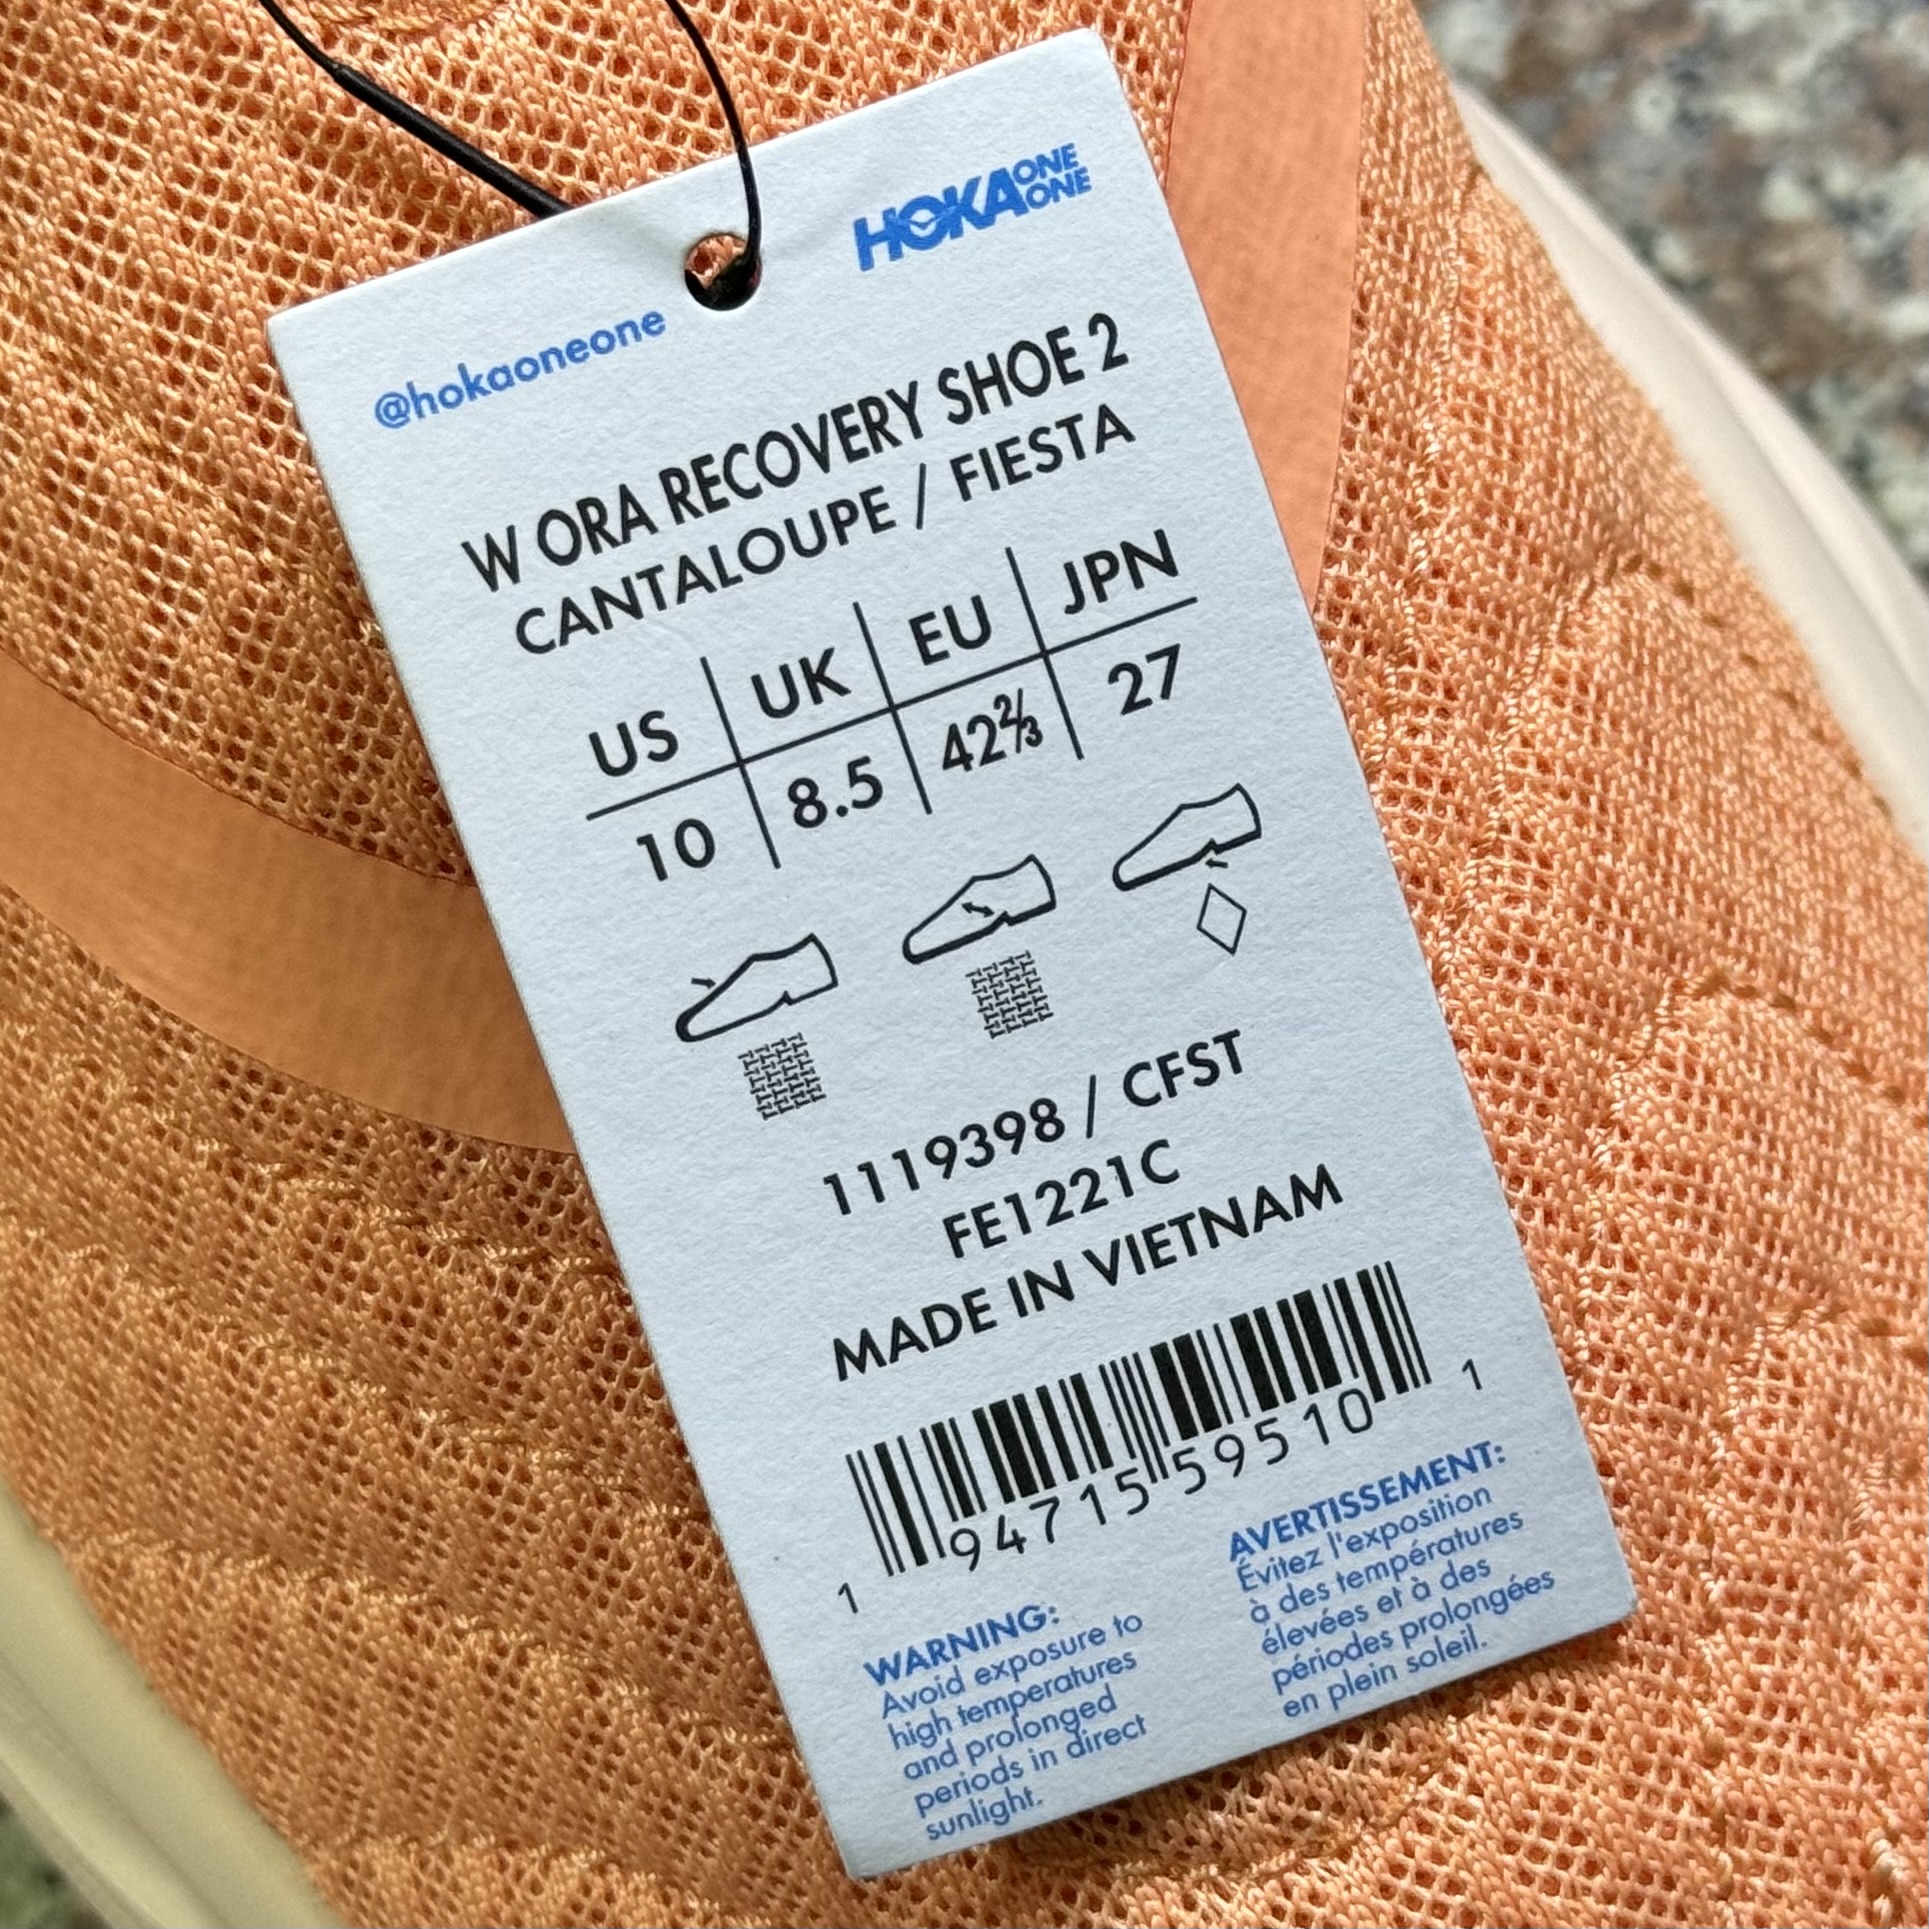 HOKA ONE ONE
@hokaoneone
W ORA RECOVERY SHOE 2
CANTALOUPE / FIESTA
US UK EU JPN
10 8.5 42⅔ 27
1119398 / CFST
FE1221C
MADE IN VIETNAM
1 94715 59510 1
WARNING:
Avoid exposure to
high temperatures
and prolonged
periods in direct
sunlight.
AVERTISSEMENT:
Évitez l'exposition
à des températures
élevées et à des
périodes prolongées
en plein soleil.